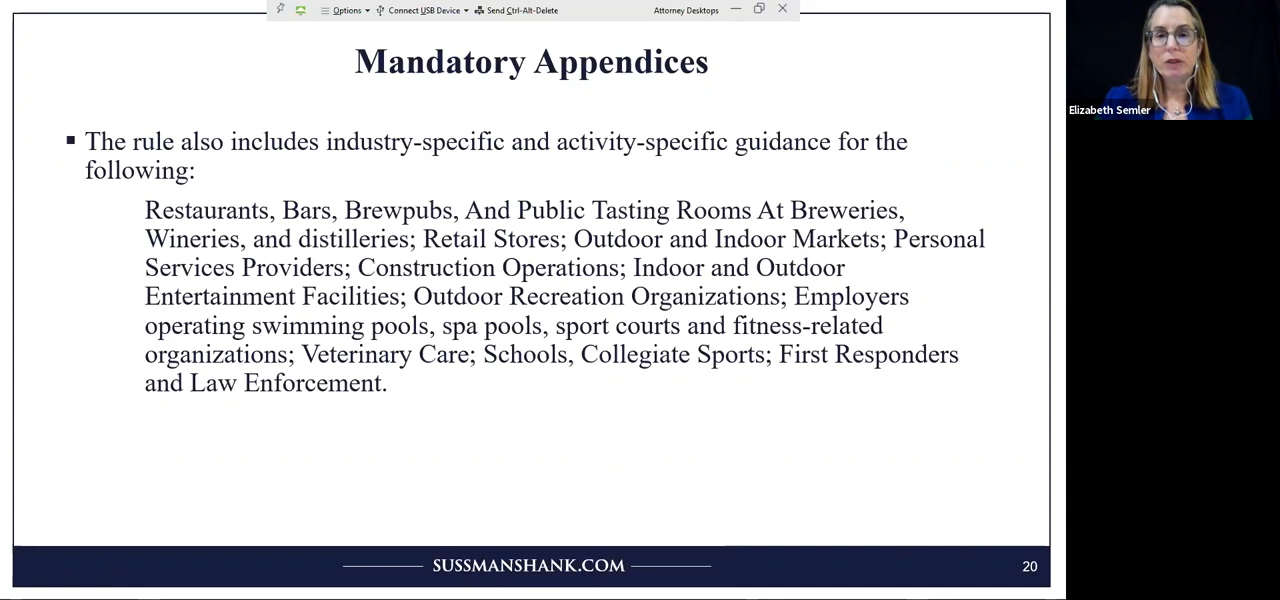 Options Connect USB Device Send Ctrl-Alt-Delete Attorney Desktops
Mandatory Appendices
Elizabeth Semler
The rule also includes industry-specific and activity-specific guidance for the
following:
Restaurants, Bars, Brewpubs, And Public Tasting Rooms At Breweries,
Wineries, and distilleries; Retail Stores; Outdoor and Indoor Markets; Personal
Services Providers; Construction Operations; Indoor and Outdoor
Entertainment Facilities; Outdoor Recreation Organizations; Employers
operating swimming pools, spa pools, sport courts and fitness-related
organizations; Veterinary Care; Schools, Collegiate Sports; First Responders
and Law Enforcement.
SUSSMANSHANK.COM
20